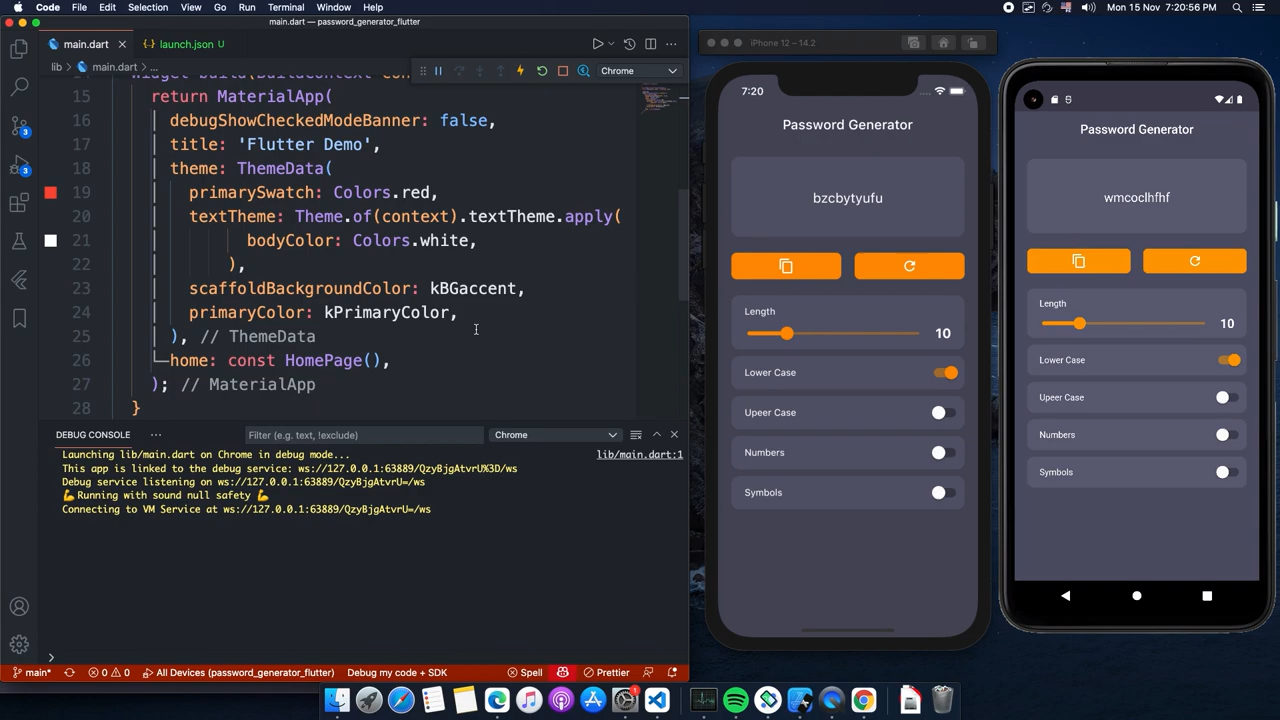 Code File Edit Selection View Go Run Terminal Window Help Mon 15 Nov 7:20:56 PM
main.dart — password_generator_flutter
main.dart launch.json U
lib > main.dart > ...
Chrome
15 return MaterialApp(
16 debugShowCheckedModeBanner: false,
17 title: 'Flutter Demo',
18 theme: ThemeData(
19 primarySwatch: Colors.red,
20 textTheme: Theme.of(context).textTheme.apply(
21 bodyColor: Colors.white,
22 ),
23 scaffoldBackgroundColor: kBGaccent,
24 primaryColor: kPrimaryColor,
25 ), // ThemeData
26 home: const HomePage(),
27 ); // MaterialApp
28 }
3
3
DEBUG CONSOLE ... Filter (e.g. text, !exclude) Chrome
Launching lib/main.dart on Chrome in debug mode... lib/main.dart:1
This app is linked to the debug service: ws://127.0.0.1:63889/QzyBjgAtvrU%3D/ws
Debug service listening on ws://127.0.0.1:63889/QzyBjgAtvrU=/ws
💪Running with sound null safety 💪
Connecting to VM Service at ws://127.0.0.1:63889/QzyBjgAtvrU=/ws
main* 0 0 All Devices (password_generator_flutter) Debug my code + SDK Spell Prettier
iPhone 12 – 14.2
7:20
Password Generator
bzcbytyufu
Length
10
Lower Case
Upeer Case
Numbers
Symbols
Password Generator
wmcoclhfhf
Length
10
Lower Case
Upeer Case
Numbers
Symbols
1